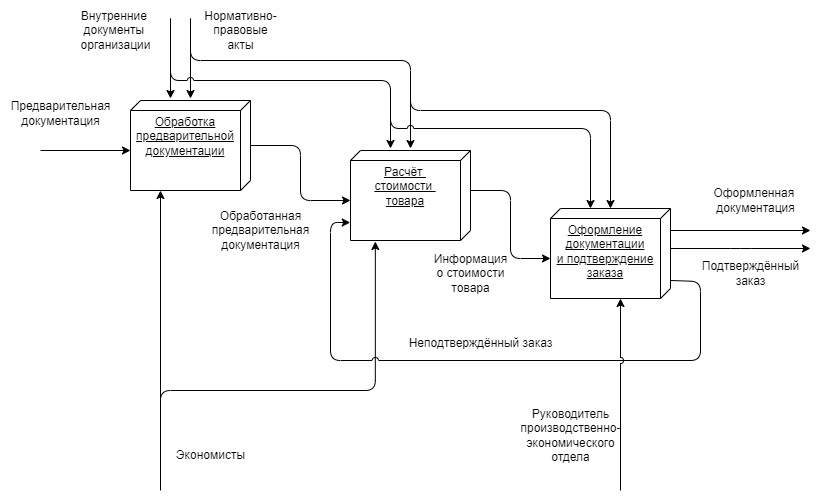 Внутренние
документы
организации
Нормативно-
правовые
акты
Предварительная
документация
Обработка
предварительной
документации
Расчёт
стоимости
товара
Обработанная
предварительная
документация
Оформление
документации
и подтверждение
заказа
Оформленная
документация
Подтверждённый
заказ
Информация
о стоимости
товара
Неподтверждённый заказ
Экономисты
Руководитель
производственно-
экономического
отдела